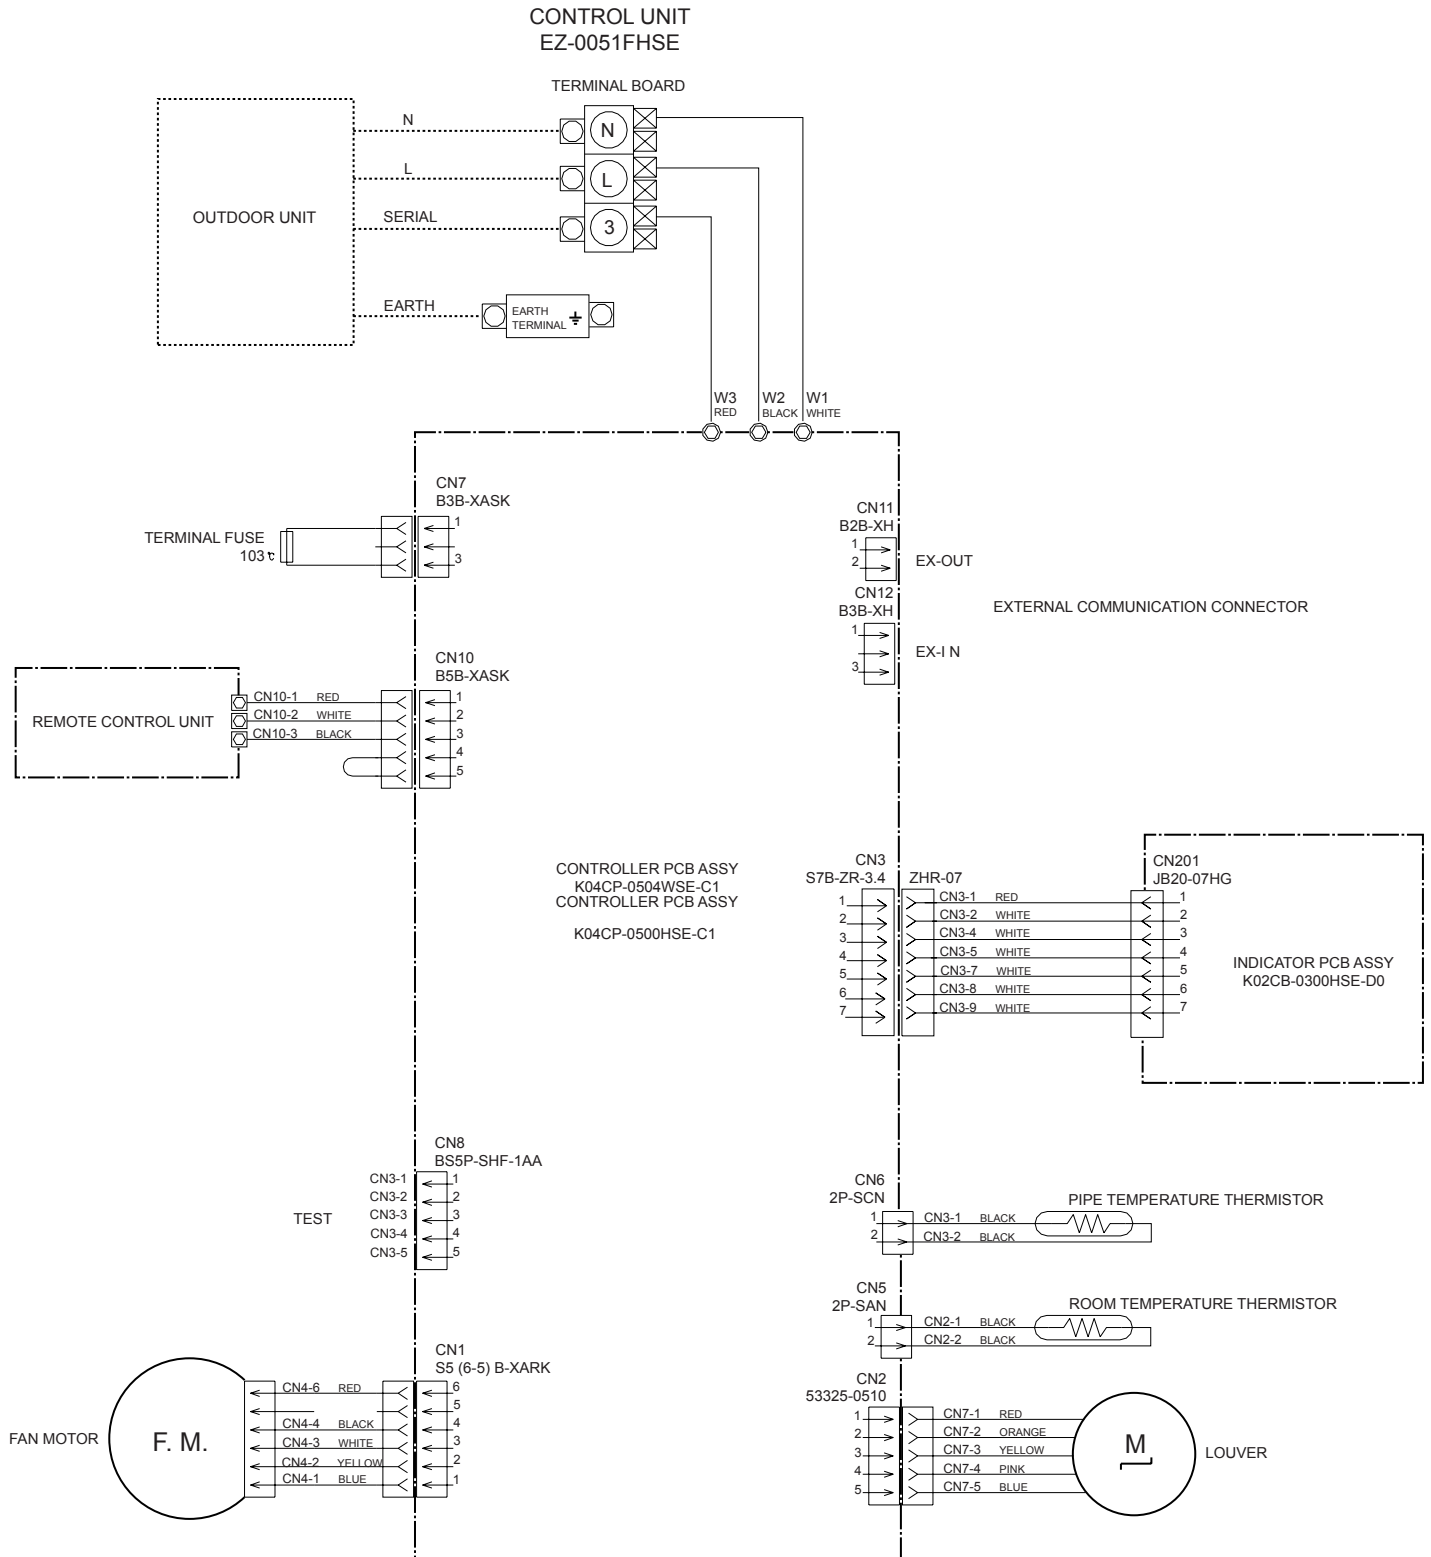 CONTROL UNIT
EZ-0051FHSE
TERMINAL BOARD
OUTDOOR UNIT
N
L
SERIAL
EARTH
N
L
3
EARTH
TERMINAL
W3
RED
W2
BLACK
W1
WHITE
CN7
B3B-XASK
1
3
TERMINAL FUSE
103℃
CN11
B2B-XH
1
2
EX-OUT
CN12
B3B-XH
1
3
EX-I N
EXTERNAL COMMUNICATION CONNECTOR
REMOTE CONTROL UNIT
CN10-1 RED
CN10-2 WHITE
CN10-3 BLACK
CN10
B5B-XASK
1
2
3
4
5
CONTROLLER PCB ASSY
K04CP-0504WSE-C1
CONTROLLER PCB ASSY
K04CP-0500HSE-C1
CN3
S7B-ZR-3.4
1
2
3
4
5
6
7
ZHR-07
CN3-1 RED
CN3-2 WHITE
CN3-4 WHITE
CN3-5 WHITE
CN3-7 WHITE
CN3-8 WHITE
CN3-9 WHITE
CN201
JB20-07HG
1
2
3
4
5
6
7
INDICATOR PCB ASSY
K02CB-0300HSE-D0
TEST
CN3-1
CN3-2
CN3-3
CN3-4
CN3-5
CN8
BS5P-SHF-1AA
1
2
3
4
5
CN6
2P-SCN
1
2
CN3-1 BLACK
CN3-2 BLACK
PIPE TEMPERATURE THERMISTOR
CN5
2P-SAN
1
2
CN2-1 BLACK
CN2-2 BLACK
ROOM TEMPERATURE THERMISTOR
FAN MOTOR
F. M.
CN4-6 RED
CN4-4 BLACK
CN4-3 WHITE
CN4-2 YELLOW
CN4-1 BLUE
CN1
S5 (6-5) B-XARK
6
5
4
3
2
1
CN2
53325-0510
1
2
3
4
5
CN7-1 RED
CN7-2 ORANGE
CN7-3 YELLOW
CN7-4 PINK
CN7-5 BLUE
M
LOUVER